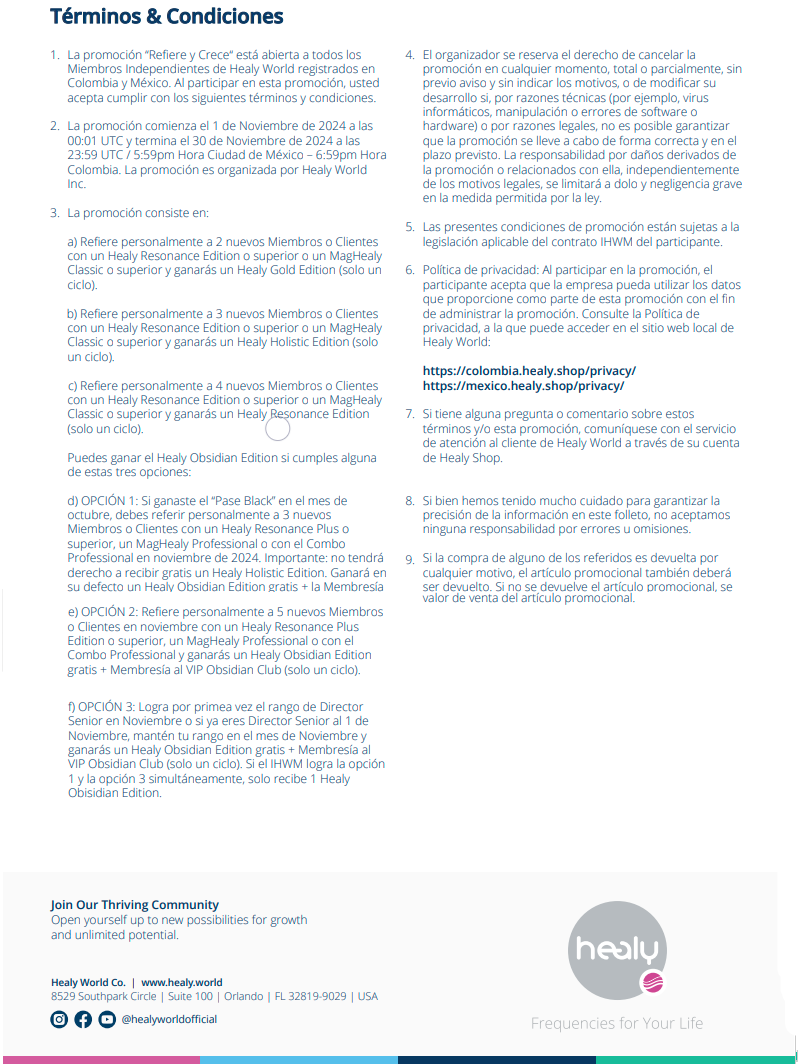 Términos & Condiciones
1. La promoción “Refiere y Crece“ está abierta a todos los
Miembros Independientes de Healy World registrados en
Colombia y México. Al participar en esta promoción, usted
acepta cumplir con los siguientes términos y condiciones.
2. La promoción comienza el 1 de Noviembre de 2024 a las
00:01 UTC y termina el 30 de Noviembre de 2024 a las
23:59 UTC / 5:59pm Hora Ciudad de México – 6:59pm Hora
Colombia. La promoción es organizada por Healy World
Inc.
3. La promoción consiste en:
a) Refiere personalmente a 2 nuevos Miembros o Clientes
con un Healy Resonance Edition o superior o un MagHealy
Classic o superior y ganarás un Healy Gold Edition (solo un
ciclo).
b) Refiere personalmente a 3 nuevos Miembros o Clientes
con un Healy Resonance Edition o superior o un MagHealy
Classic o superior y ganarás un Healy Holistic Edition (solo
un ciclo).
c) Refiere personalmente a 4 nuevos Miembros o Clientes
con un Healy Resonance Edition o superior o un MagHealy
Classic o superior y ganarás un Healy Resonance Edition
(solo un ciclo).
Puedes ganar el Healy Obsidian Edition si cumples alguna
de estas tres opciones:
d) OPCIÓN 1: Si ganaste el “Pase Black” en el mes de
octubre, debes referir personalmente a 3 nuevos
Miembros o Clientes con un Healy Resonance Plus o
superior, un MagHealy Professional o con el Combo
Professional en noviembre de 2024. Importante: no tendrá
derecho a recibir gratis un Healy Holistic Edition. Ganará en
su defecto un Healy Obsidian Edition gratis + la Membresía
e) OPCIÓN 2: Refiere personalmente a 5 nuevos Miembros
o Clientes en noviembre con un Healy Resonance Plus
Edition o superior, un MagHealy Professional o con el
Combo Professional y ganarás un Healy Obsidian Edition
gratis + Membresía al VIP Obsidian Club (solo un ciclo).
f) OPCIÓN 3: Logra por primea vez el rango de Director
Senior en Noviembre o si ya eres Director Senior al 1 de
Noviembre, mantén tu rango en el mes de Noviembre y
ganarás un Healy Obsidian Edition gratis + Membresía al
VIP Obsidian Club (solo un ciclo). Si el IHWM logra la opción
1 y la opción 3 simultáneamente, solo recibe 1 Healy
Obisidian Edition.
4. El organizador se reserva el derecho de cancelar la
promoción en cualquier momento, total o parcialmente, sin
previo aviso y sin indicar los motivos, o de modificar su
desarrollo si, por razones técnicas (por ejemplo, virus
informáticos, manipulación o errores de software o
hardware) o por razones legales, no es posible garantizar
que la promoción se lleve a cabo de forma correcta y en el
plazo previsto. La responsabilidad por daños derivados de
la promoción o relacionados con ella, independientemente
de los motivos legales, se limitará a dolo y negligencia grave
en la medida permitida por la ley.
5. Las presentes condiciones de promoción están sujetas a la
legislación aplicable del contrato IHWM del participante.
6. Política de privacidad: Al participar en la promoción, el
participante acepta que la empresa pueda utilizar los datos
que proporcione como parte de esta promoción con el fin
de administrar la promoción. Consulte la Política de
privacidad, a la que puede acceder en el sitio web local de
Healy World:
https://colombia.healy.shop/privacy/
https://mexico.healy.shop/privacy/
7. Si tiene alguna pregunta o comentario sobre estos
términos y/o esta promoción, comuníquese con el servicio
de atención al cliente de Healy World a través de su cuenta
de Healy Shop.
8. Si bien hemos tenido mucho cuidado para garantizar la
precisión de la información en este folleto, no aceptamos
ninguna responsabilidad por errores u omisiones.
9. Si la compra de alguno de los referidos es devuelta por
cualquier motivo, el artículo promocional también deberá
ser devuelto. Si no se devuelve el artículo promocional, se
valor de venta del artículo promocional.
Join Our Thriving Community
Open yourself up to new possibilities for growth
and unlimited potential.
Healy World Co. | www.healy.world
8529 Southpark Circle | Suite 100 | Orlando | FL 32819-9029 | USA
@healyworldofficial
healy
Frequencies for Your Life